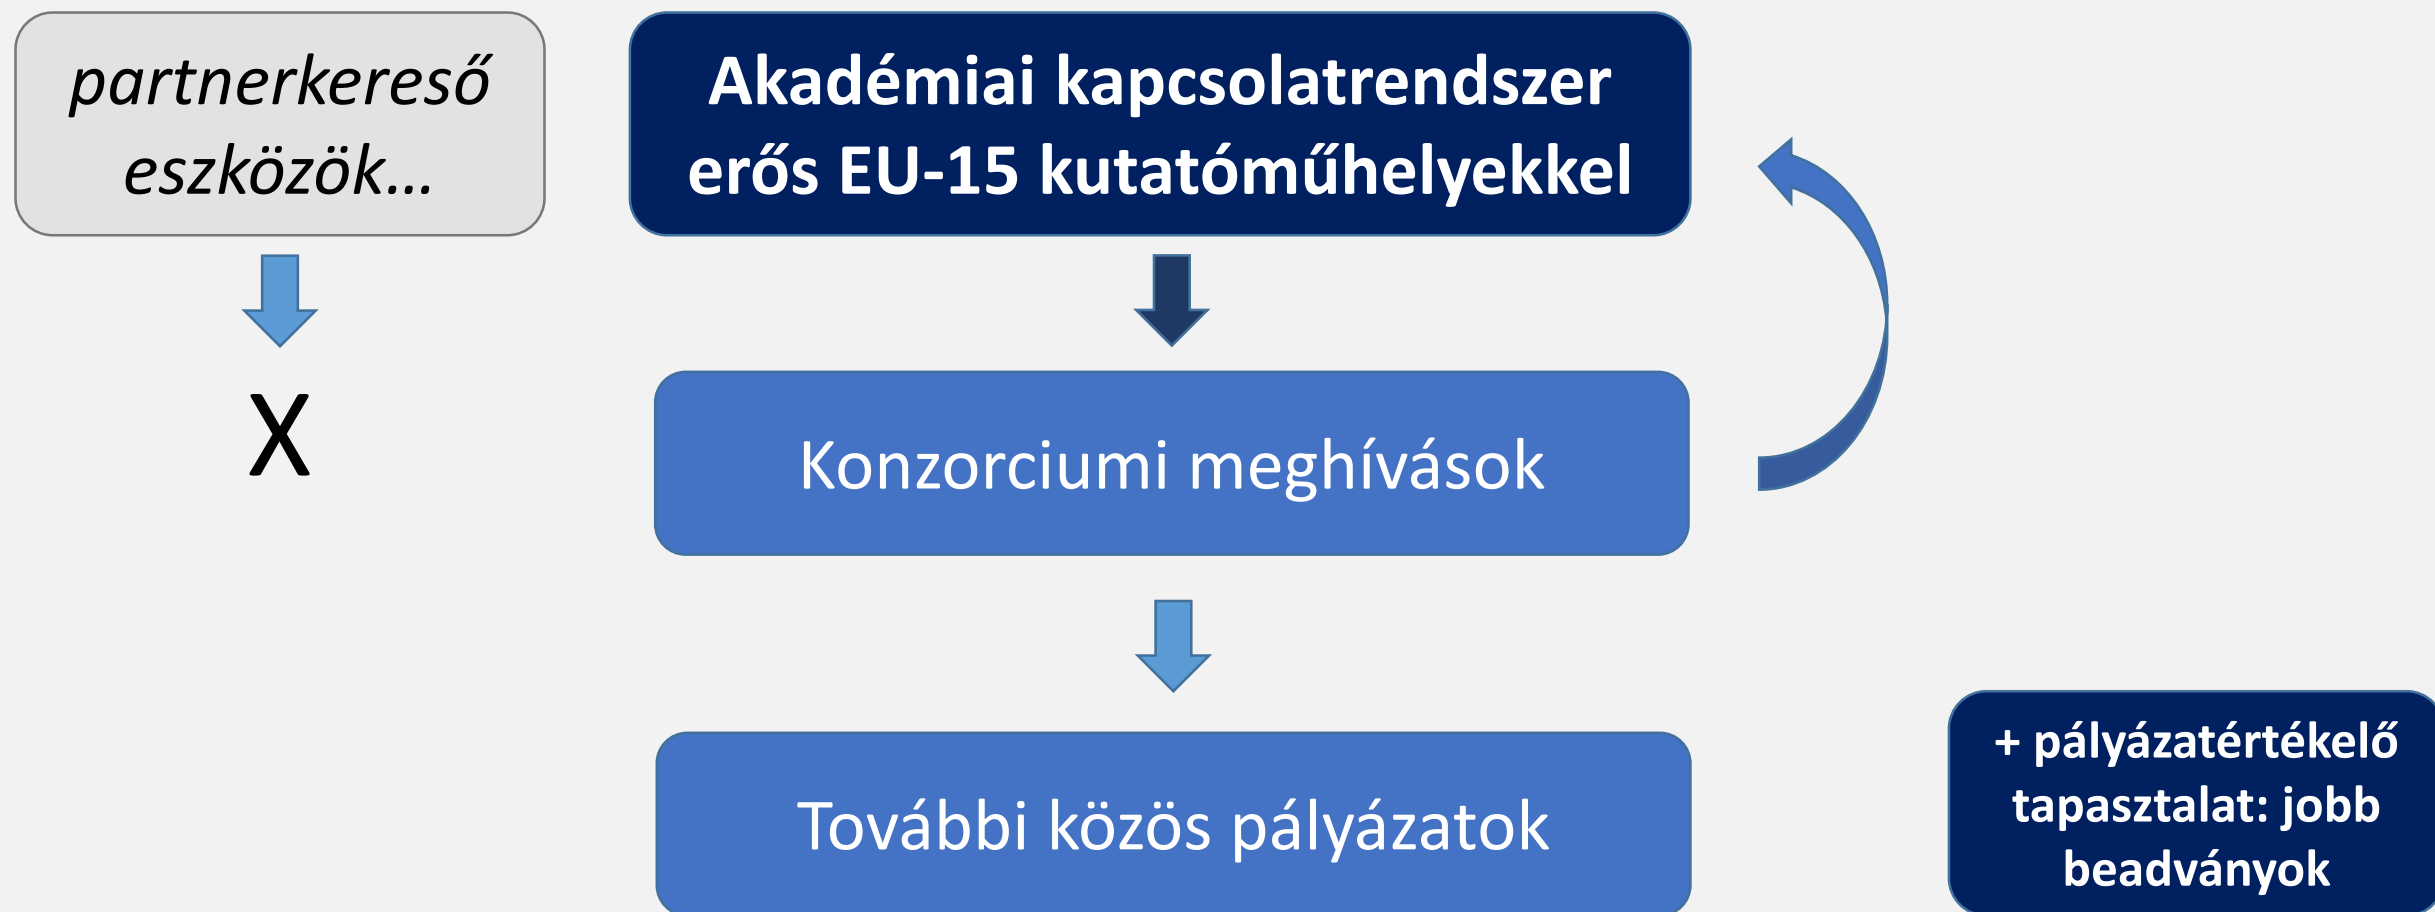 partnerkereső
eszközök...
X
Akadémiai kapcsolatrendszer
erős EU-15 kutatóműhelyekkel
Konzorciumi meghívások
További közös pályázatok
+ pályázatértékelő
tapasztalat: jobb
beadványok